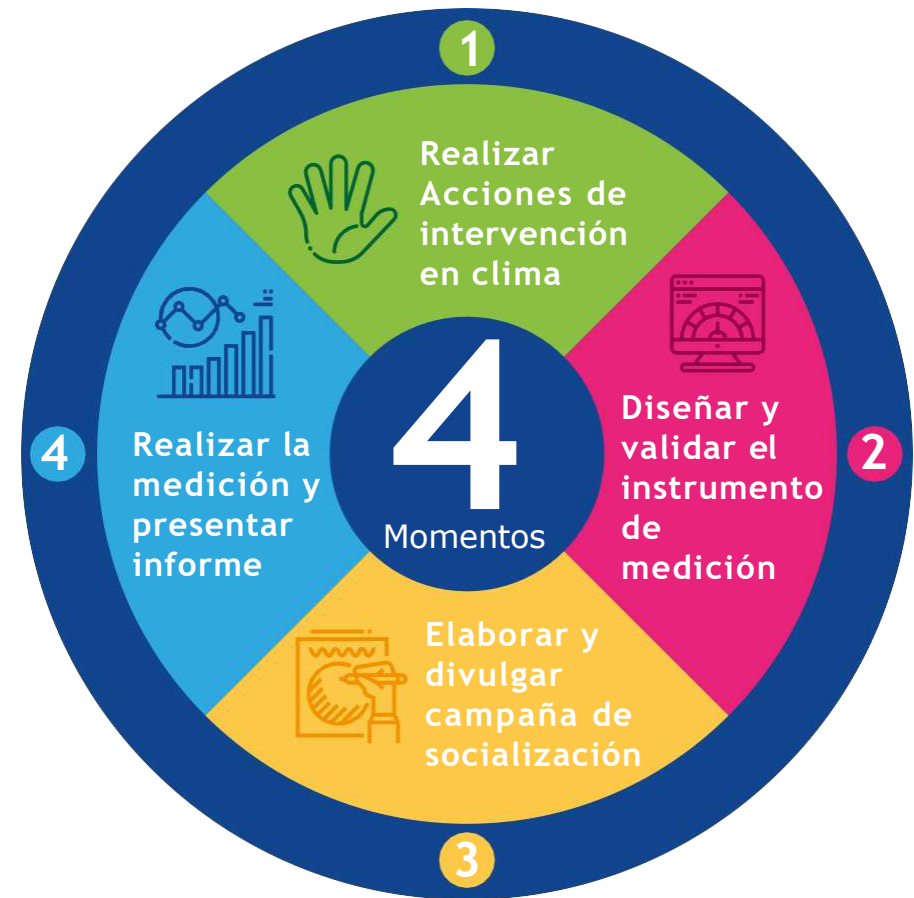 1
Realizar
Acciones de
intervención
en clima
2
Diseñar y
validar el
instrumento
de
medición
3
Elaborar y
divulgar
campaña de
socialización
4
Realizar la
medición y
presentar
informe
4
Momentos